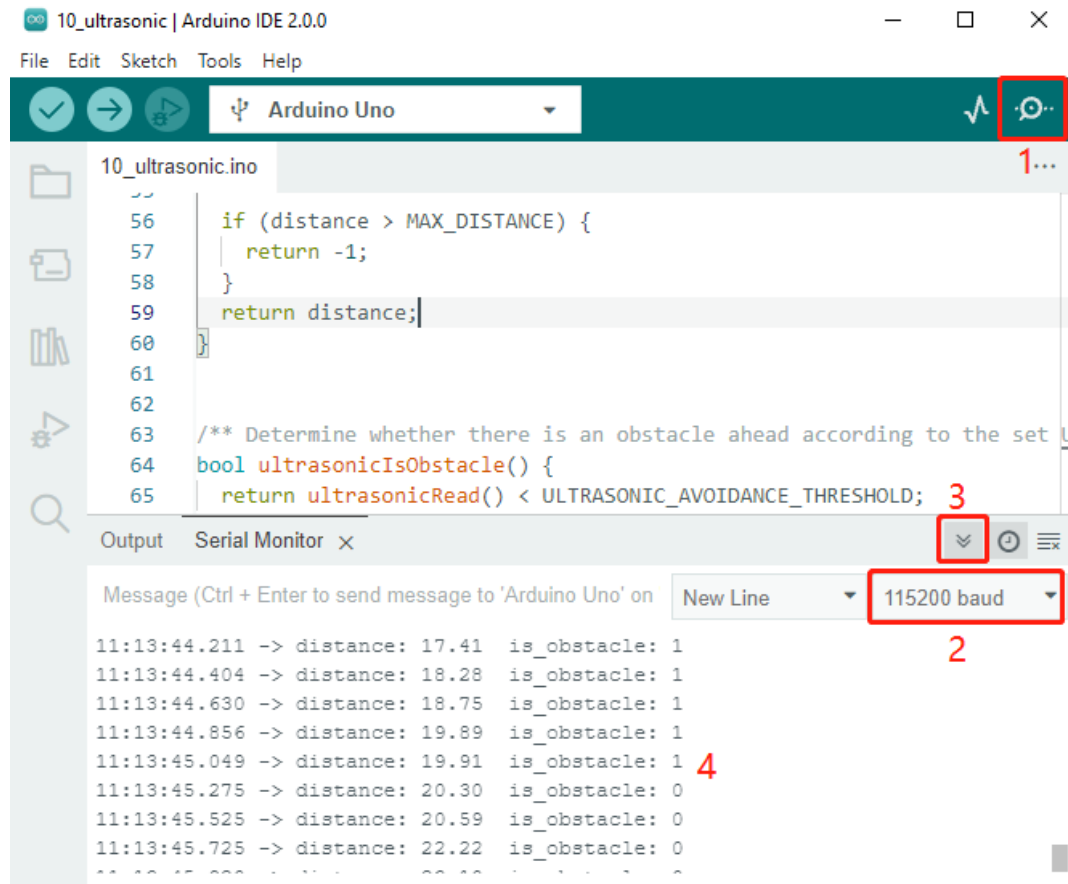 10_ultrasonic | Arduino IDE 2.0.0
File Edit Sketch Tools Help
Arduino Uno
1
10_ultrasonic.ino
...
56 if (distance > MAX_DISTANCE) {
57 return -1;
58 }
59 return distance;
60 }
61
62
63 /** Determine whether there is an obstacle ahead according to the set
64 bool ultrasonicIsObstacle() {
65 return ultrasonicRead() < ULTRASONIC_AVOIDANCE_THRESHOLD;
3
Output Serial Monitor ×
Message (Ctrl + Enter to send message to 'Arduino Uno' on New Line 115200 baud
2
11:13:44.211 -> distance: 17.41 is_obstacle: 1
11:13:44.404 -> distance: 18.28 is_obstacle: 1
11:13:44.630 -> distance: 18.75 is_obstacle: 1
11:13:44.856 -> distance: 19.89 is_obstacle: 1
11:13:45.049 -> distance: 19.91 is_obstacle: 1
4
11:13:45.275 -> distance: 20.30 is_obstacle: 0
11:13:45.525 -> distance: 20.59 is_obstacle: 0
11:13:45.725 -> distance: 22.22 is_obstacle: 0